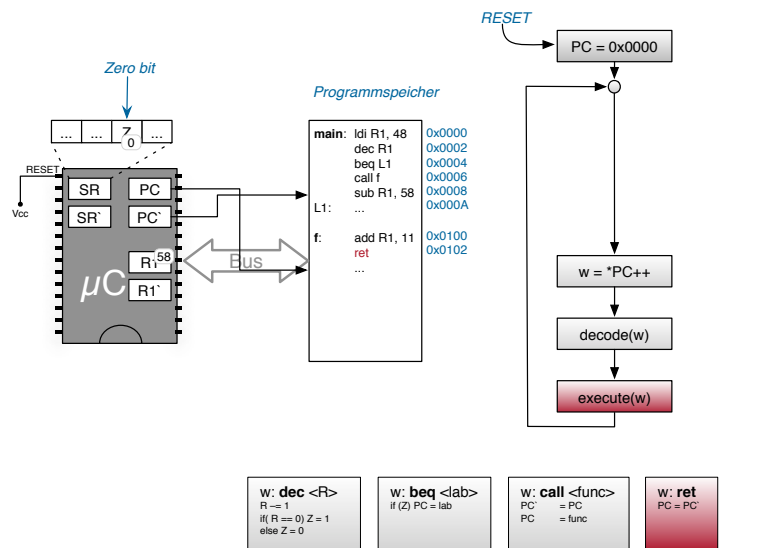 RESET
PC = 0x0000
Zero bit
Programmspeicher
... ... Z ...
0
main: ldi R1, 48 0x0000
dec R1 0x0002
beq L1 0x0004
call f 0x0006
sub R1, 58 0x0008
L1: ... 0x000A
f: add R1, 11 0x0100
ret 0x0102
...
RESET
Vcc
SR PC
SR` PC`
R1 58
R1`
µC
Bus
w = *PC++
decode(w)
execute(w)
w: dec <R>
R -= 1
if( R == 0) Z = 1
else Z = 0
w: beq <lab>
if (Z) PC = lab
w: call <func>
PC` = PC
PC = func
w: ret
PC = PC`